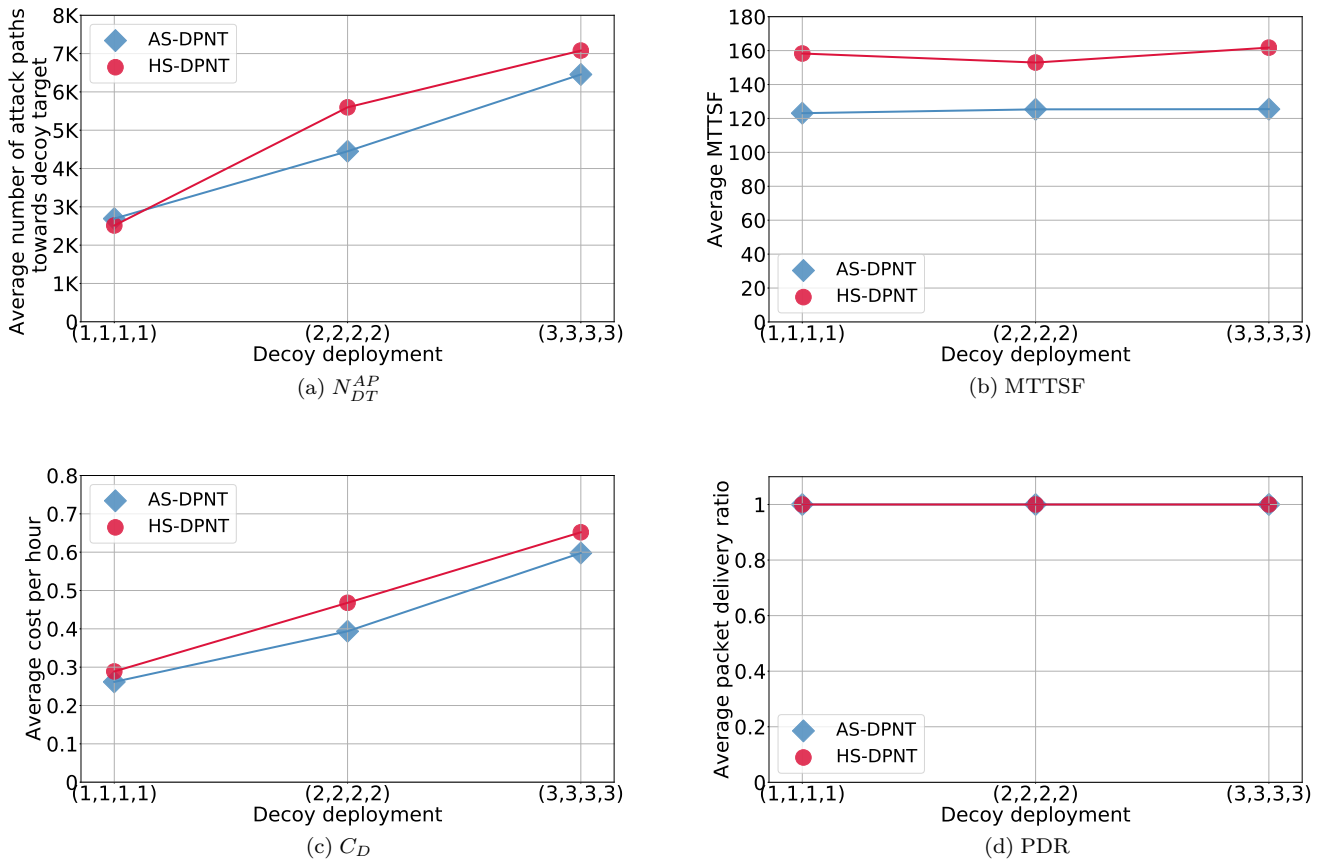 Average number of attack paths
towards decoy target
8K
7K
6K
5K
4K
3K
2K
1K
0
AS-DPNT
HS-DPNT
(1,1,1,1)
(2,2,2,2)
(3,3,3,3)
Decoy deployment
(a) $N_{DT}^{AP}$
Average MTTSF
180
160
140
120
100
80
60
40
20
0
AS-DPNT
HS-DPNT
(1,1,1,1)
(2,2,2,2)
(3,3,3,3)
Decoy deployment
(b) MTTSF
Average cost per hour
0.8
0.7
0.6
0.5
0.4
0.3
0.2
0.1
0
AS-DPNT
HS-DPNT
(1,1,1,1)
(2,2,2,2)
(3,3,3,3)
Decoy deployment
(c) $C_D$
Average packet delivery ratio
1
0.8
0.6
0.4
0.2
0
AS-DPNT
HS-DPNT
(1,1,1,1)
(2,2,2,2)
(3,3,3,3)
Decoy deployment
(d) PDR